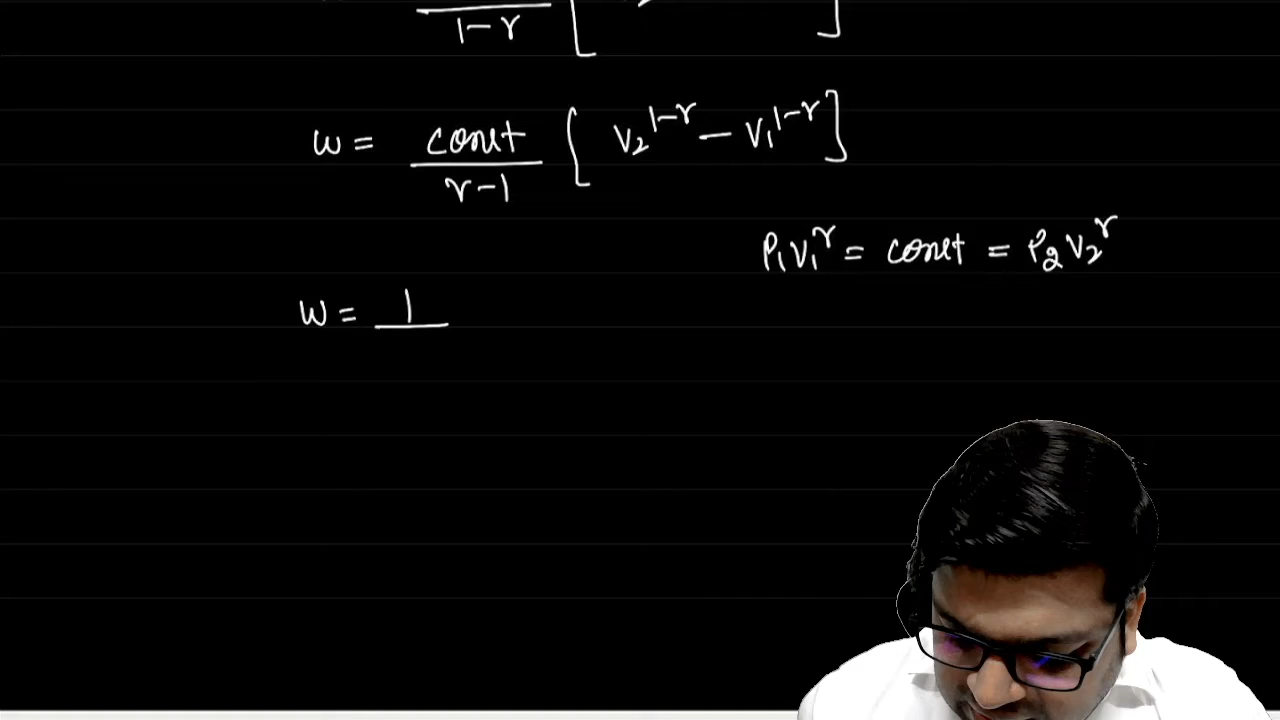 1-γ [ ]
W = const/γ-1 [ V₂^1-γ - V₁^1-γ ]
P₁V₁^γ = const = P₂V₂^γ
W = 1